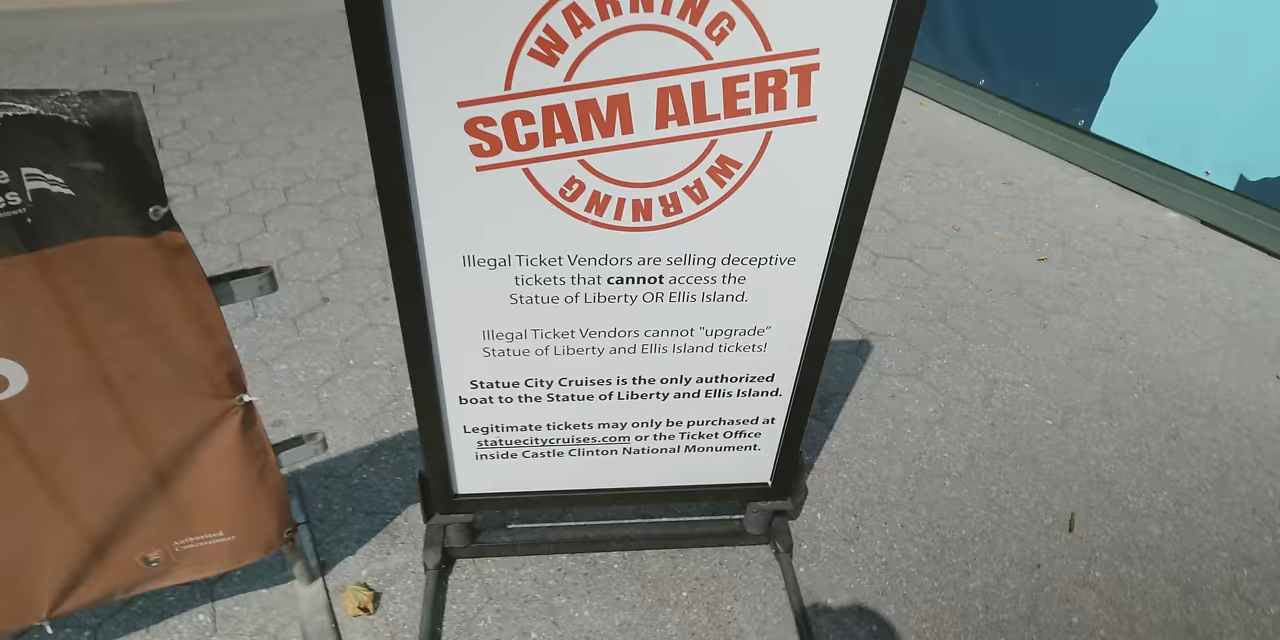 WARNING
SCAM ALERT
WARNING
Illegal Ticket Vendors are selling deceptive
tickets that cannot access the
Statue of Liberty OR Ellis Island.
Illegal Ticket Vendors cannot "upgrade"
Statue of Liberty and Ellis Island tickets!
Statue City Cruises is the only authorized
boat to the Statue of Liberty and Ellis Island.
Legitimate tickets may only be purchased at
statuecitycruises.com or the Ticket Office
inside Castle Clinton National Monument.
Authorized
Concessioner